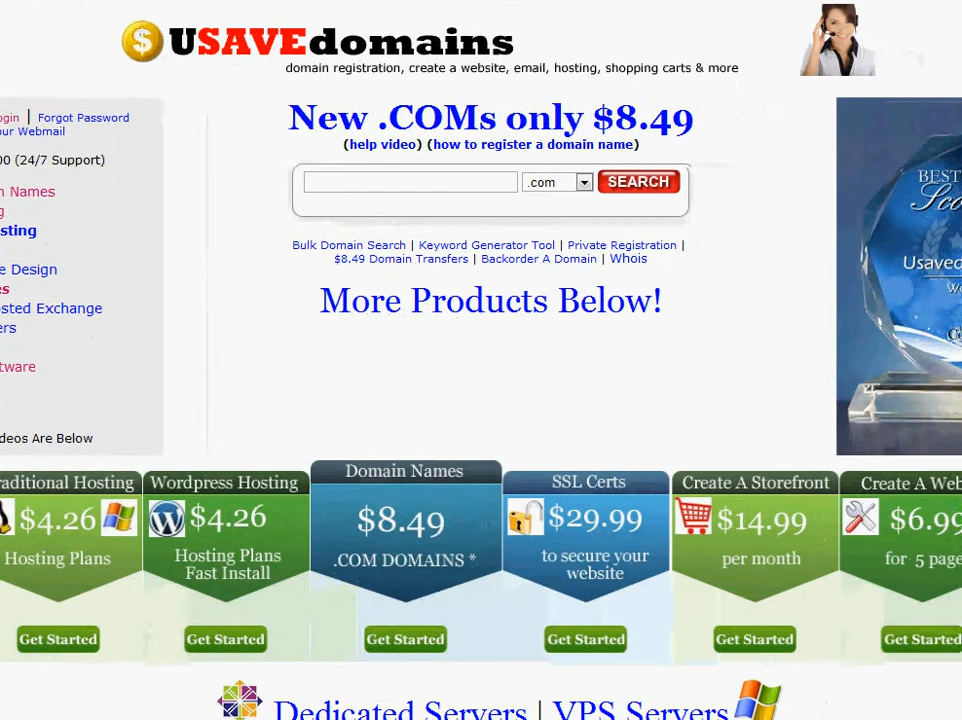 $ USAVEdomains
domain registration, create a website, email, hosting, shopping carts & more
ogin | Forgot Password
our Webmail
00 (24/7 Support)
n Names
g
sting
e Design
es
osted Exchange
ers
tware
deos Are Below
New .COMs only $8.49
(help video) (how to register a domain name)
.com SEARCH
Bulk Domain Search | Keyword Generator Tool | Private Registration |
$8.49 Domain Transfers | Backorder A Domain | Whois
More Products Below!
BEST
Usaved
raditional Hosting
$4.26
Hosting Plans
Get Started
Wordpress Hosting
$4.26
Hosting Plans
Fast Install
Get Started
Domain Names
$8.49
.COM DOMAINS *
Get Started
SSL Certs
$29.99
to secure your
website
Get Started
Create A Storefront
$14.99
per month
Get Started
Create A Web
$6.99
for 5 page
Get Started
Dedicated Servers | VPS Servers